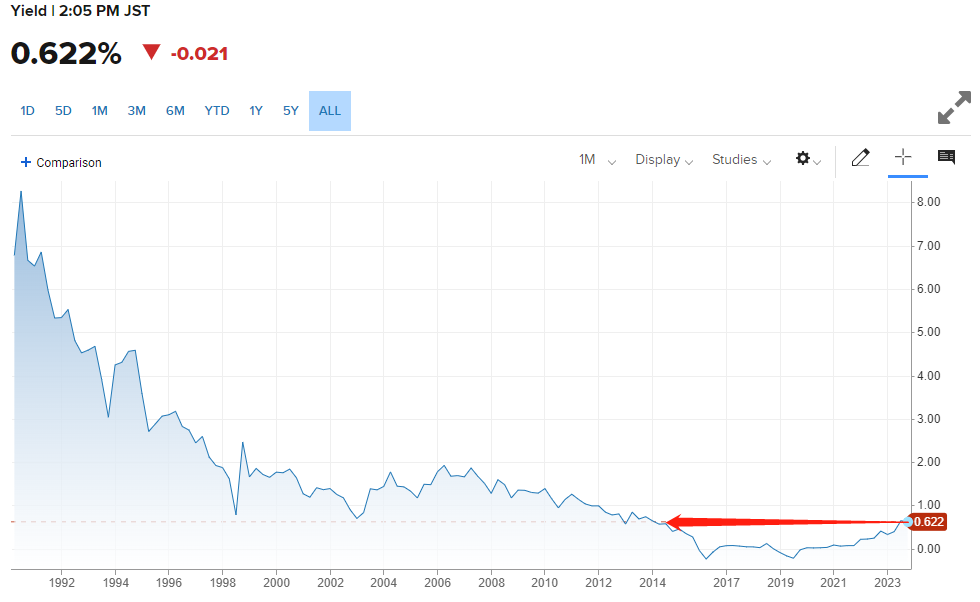 Yield | 2:05 PM JST
0.622% ▼ -0.021
1D 5D 1M 3M 6M YTD 1Y 5Y ALL
+ Comparison 1M Display Studies
8.00
7.00
6.00
5.00
4.00
3.00
2.00
1.00
0.622
0.00
1992 1994 1996 1998 2000 2002 2004 2006 2008 2010 2012 2014 2017 2019 2021 2023